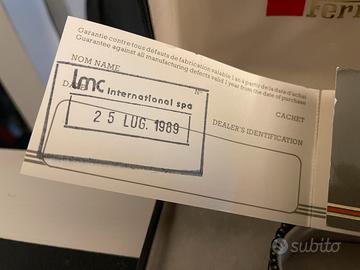 ferr
Garantie contre tous défauts de fabrication valable 1 an à partir de la date d'achat
Guarantee against all manufacturing defects valid 1 year from the date of purchase
NOM NAME
N°
CACHET
DATE
lmc international spa
25 LUG. 1989
DEALER'S IDENTIFICATION
subito